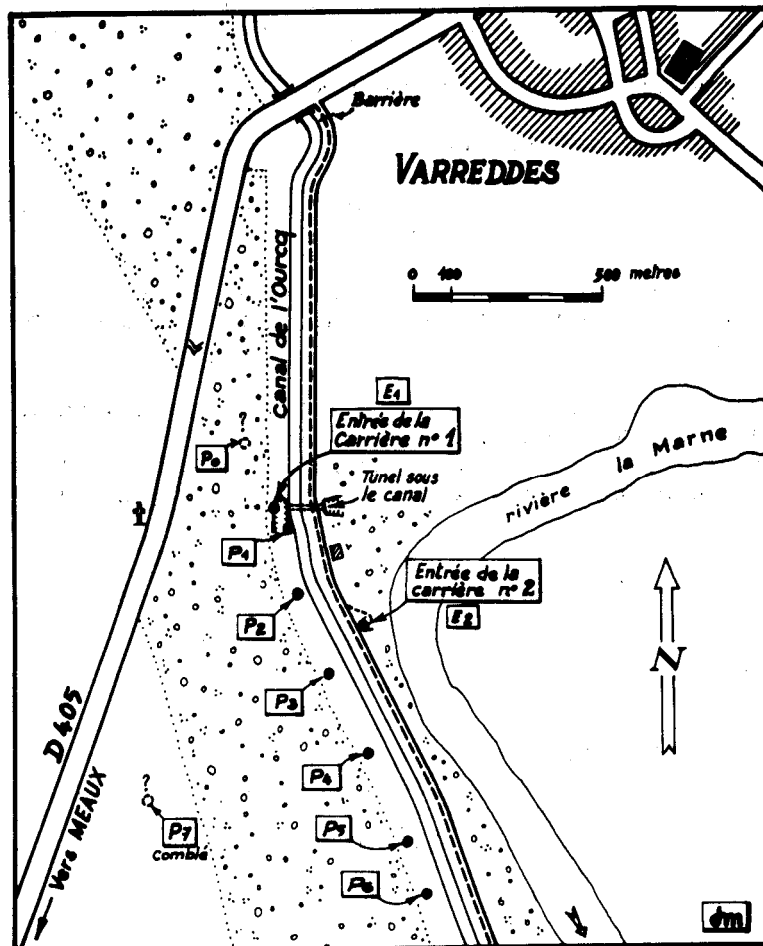 Barrière
VARREDDES
0 100 500 metres
Canal de l'Ourcq
E1
Entrée de la
Carrière n° 1
Tunel sous
le canal
rivière la Marne
?
P0
P1
Entrée de la
carrière n° 2
E2
P2
P3
N
D405
P4
?
P7
Comblé
P5
P6
Vers MEAUX
dm